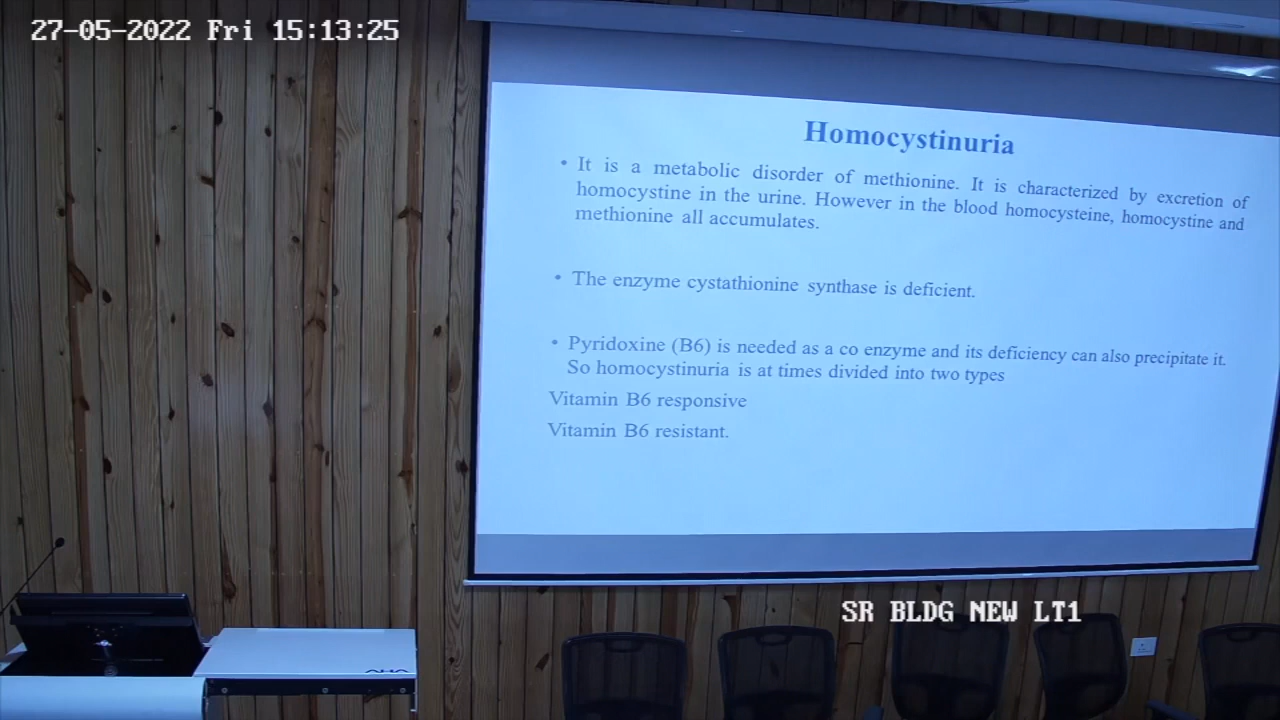 27-05-2022 Fri 15:13:25
Homocystinuria
• It is a metabolic disorder of methionine. It is characterized by excretion of
homocystine in the urine. However in the blood homocysteine, homocystine and
methionine all accumulates.
• The enzyme cystathionine synthase is deficient.
• Pyridoxine (B6) is needed as a co enzyme and its deficiency can also precipitate it.
So homocystinuria is at times divided into two types
Vitamin B6 responsive
Vitamin B6 resistant.
SR BLDG NEW LT1
AHA